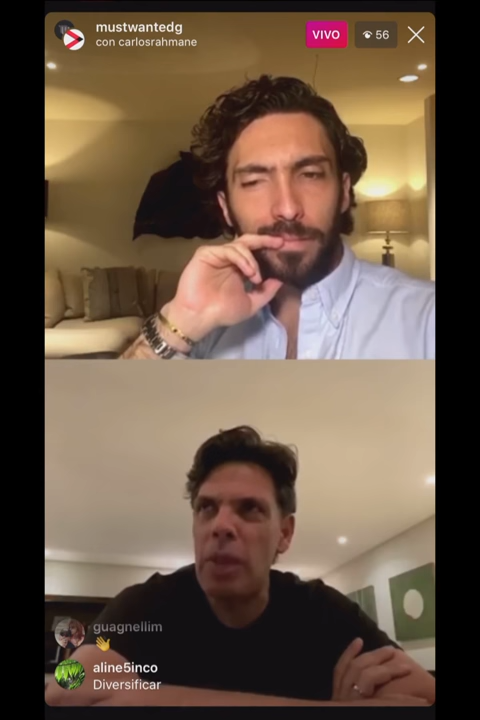 mustwantedg
con carlosrahmane
VIVO
56
guagnellim
👋
aline5inco
Diversificar